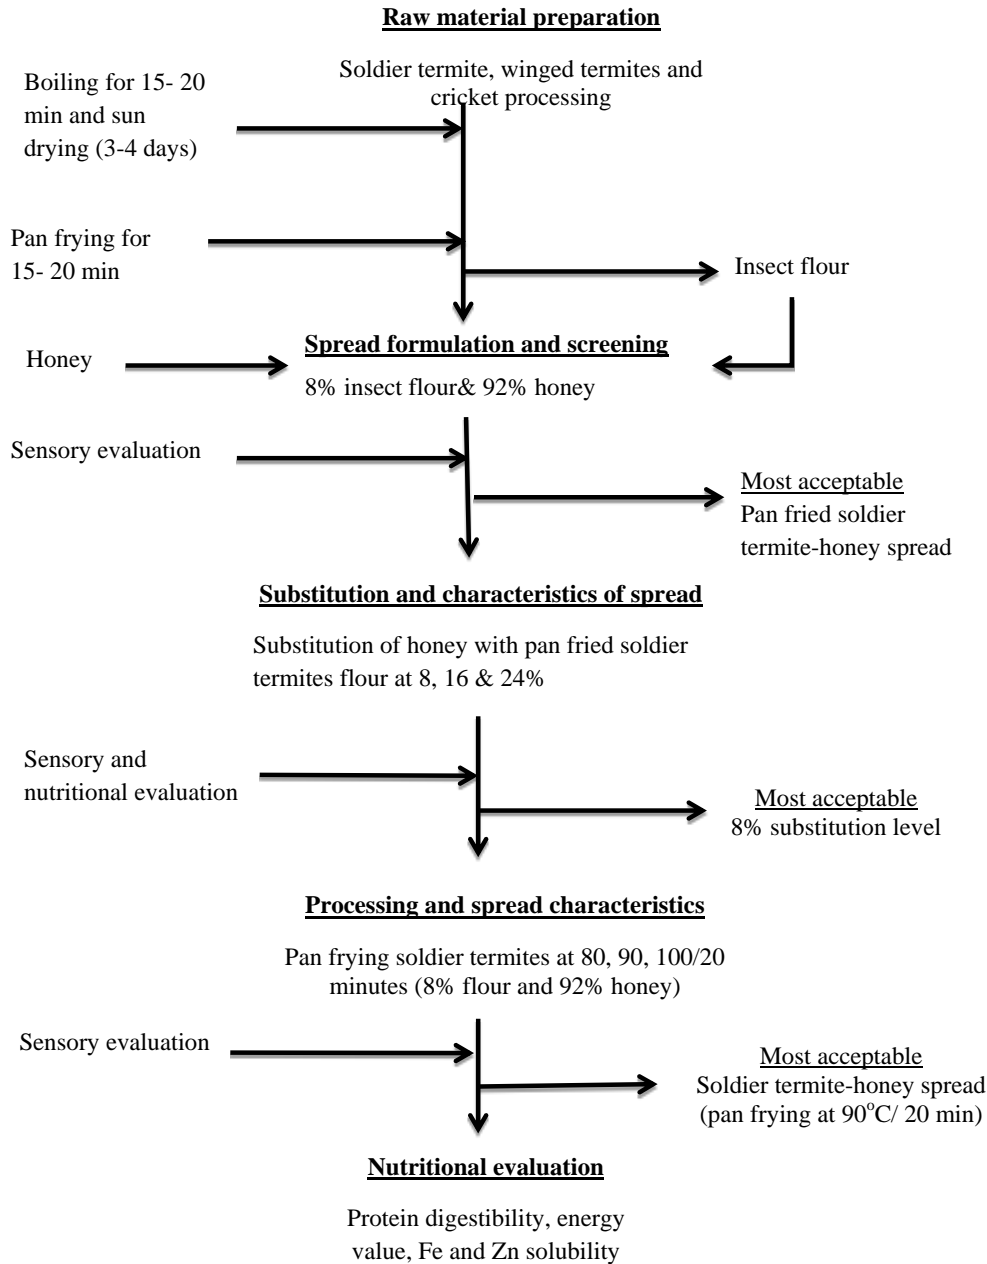 Raw material preparation
Soldier termite, winged termites and
cricket processing
Boiling for 15- 20
min and sun
drying (3-4 days)
Pan frying for
15- 20 min
Insect flour
Honey
Spread formulation and screening
8% insect flour& 92% honey
Sensory evaluation
Most acceptable
Pan fried soldier
termite-honey spread
Substitution and characteristics of spread
Substitution of honey with pan fried soldier
termites flour at 8, 16 & 24%
Sensory and
nutritional evaluation
Most acceptable
8% substitution level
Processing and spread characteristics
Pan frying soldier termites at 80, 90, 100/20
minutes (8% flour and 92% honey)
Sensory evaluation
Most acceptable
Soldier termite-honey spread
(pan frying at 90°C/ 20 min)
Nutritional evaluation
Protein digestibility, energy
value, Fe and Zn solubility